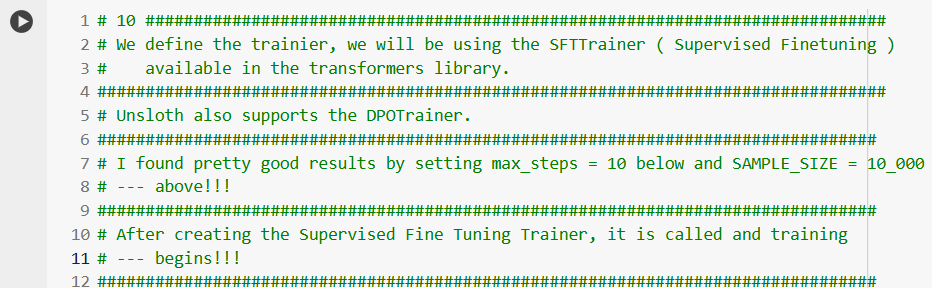 1 # 10 #############################################################################
2 # We define the trainier, we will be using the SFTTrainer ( Supervised Finetuning )
3 #    available in the transformers library.
4 ##################################################################################
5 # Unsloth also supports the DPOTrainer.
6 #################################################################################
7 # I found pretty good results by setting max_steps = 10 below and SAMPLE_SIZE = 10_000
8 # --- above!!!
9 #################################################################################
10 # After creating the Supervised Fine Tuning Trainer, it is called and training
11 # --- begins!!!
12 #################################################################################